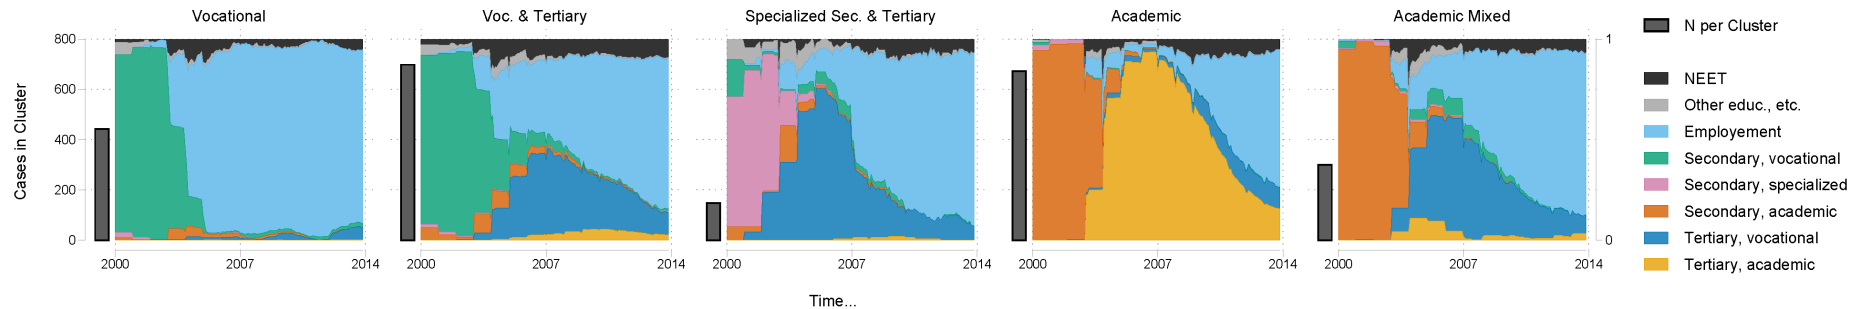 Vocational
Voc. & Tertiary
Specialized Sec. & Tertiary
Academic
Academic Mixed
Cases in Cluster
800
600
400
200
0
2000 2007 2014
2000 2007 2014
2000 2007 2014
2000 2007 2014
2000 2007 2014
1
0
Time...
N per Cluster
NEET
Other educ., etc.
Employement
Secondary, vocational
Secondary, specialized
Secondary, academic
Tertiary, vocational
Tertiary, academic